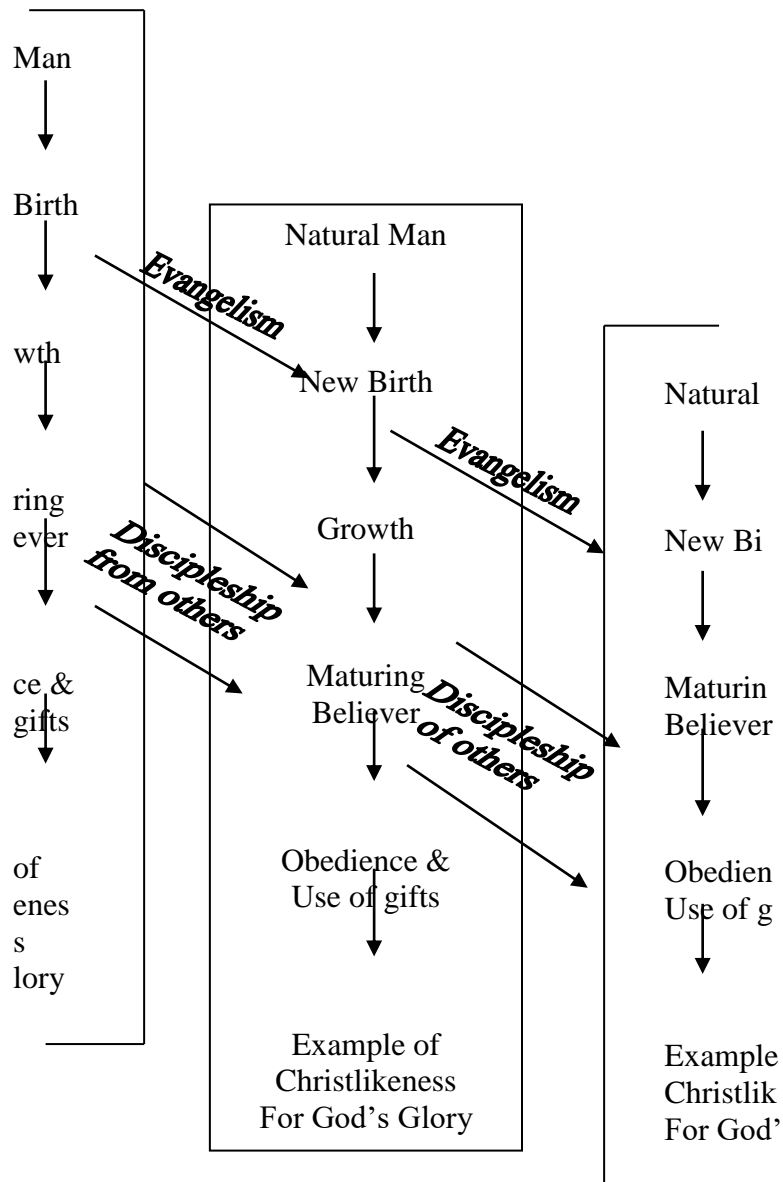 Man
Birth
wth
ring
ever
ce &
gifts
of
enes
s
lory
Evangelism
Discipleship
from others
Natural Man
New Birth
Growth
Maturing
Believer
Obedience &
Use of gifts
Example of
Christlikeness
For God's Glory
Evangelism
Discipleship
of others
Natural
New Bi
Maturin
Believer
Obedien
Use of g
Example
Christlik
For God'